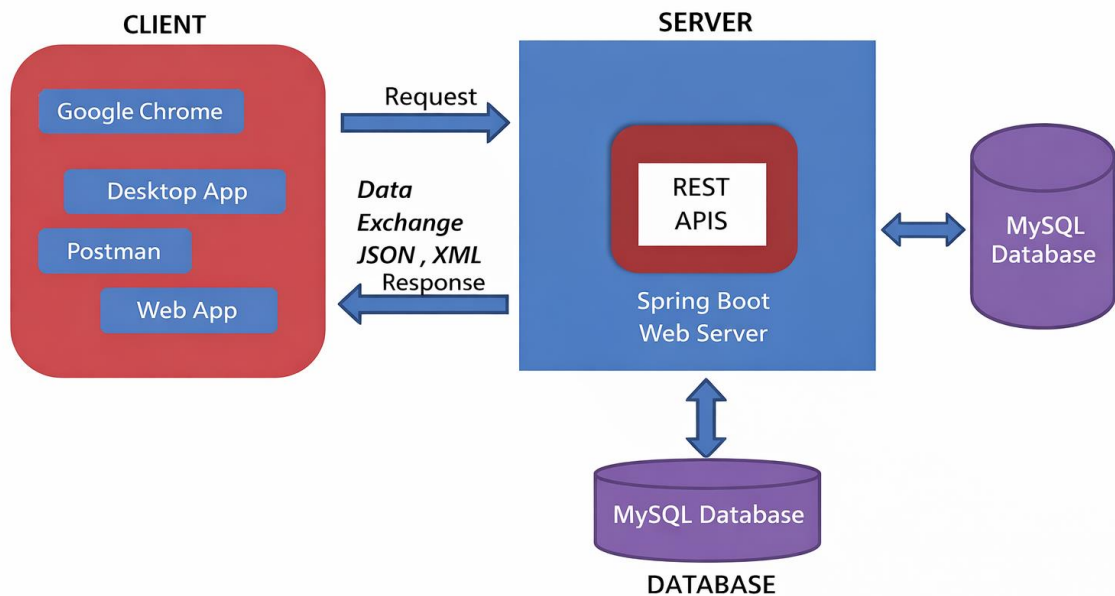 CLIENT
Google Chrome
Desktop App
Postman
Web App
Request
Data
Exchange
JSON , XML
Response
SERVER
REST
APIS
Spring Boot
Web Server
MySQL
Database
MySQL Database
DATABASE